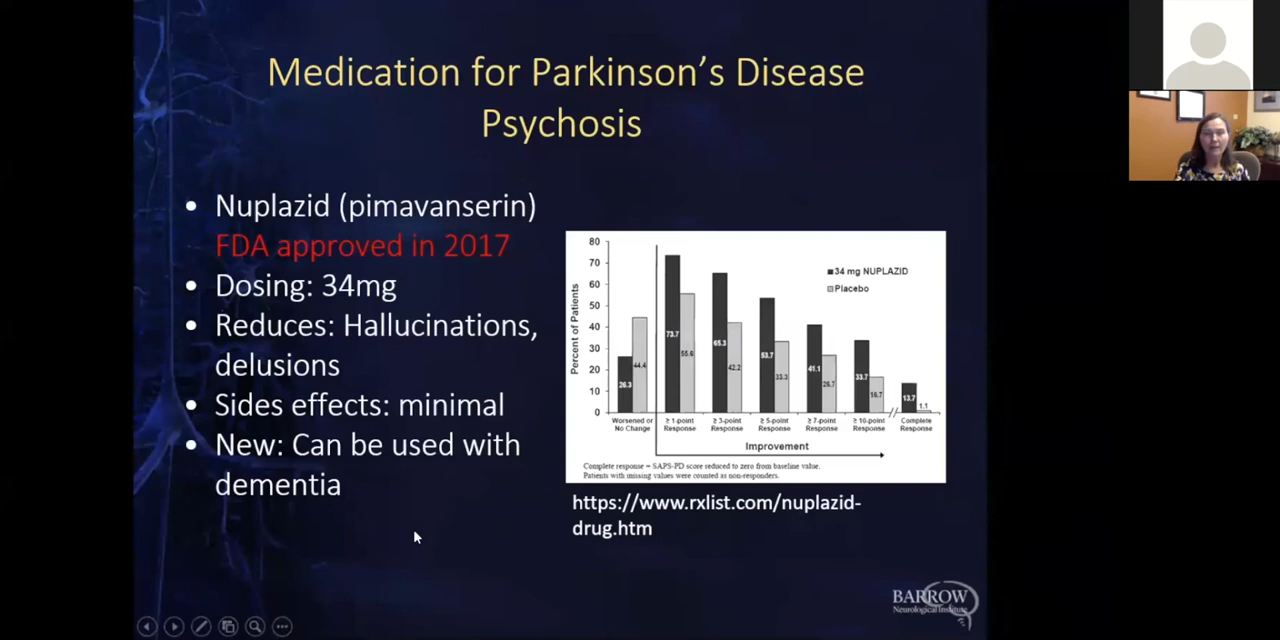 Medication for Parkinson's Disease
Psychosis
• Nuplazid (pimavanserin)
FDA approved in 2017
• Dosing: 34mg
• Reduces: Hallucinations,
delusions
• Sides effects: minimal
• New: Can be used with
dementia
80
70
60
50
40
30
20
10
0
Percent of Patients
34 mg NUPLAZID
Placebo
26.3
44.4
73.7
55.6
65.3
42.2
53.7
33.3
41.1
26.7
33.7
16.7
13.7
1.1
Worsened or
No Change
≥ 1-point
Response
≥ 3-point
Response
≥ 5-point
Response
≥ 7-point
Response
≥ 10-point
Response
Complete
Response
Improvement
Complete response = SAPS-PD score reduced to zero from baseline value.
Patients with missing values were counted as non-responders.
https://www.rxlist.com/nuplazid-
drug.htm
BARROW
Neurological Institute